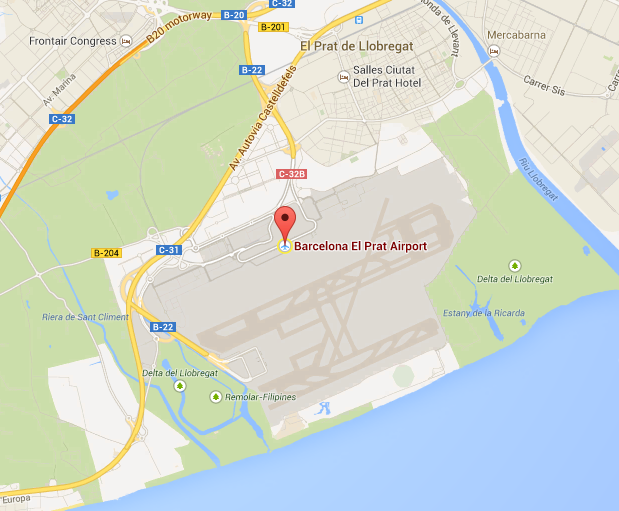 C-32
B-20
B-201
Ronda de Llevant
B20 motorway
Frontair Congress
El Prat de Llobregat
Mercabarna
B-22
Salles Ciutat
Del Prat Hotel
Av. Marina
Carrer Sis
C-32
Av. Autovia Castelldefels
C-32B
Riu Llobregat
Barcelona El Prat Airport
C-31
B-204
Delta del Llobregat
Riera de Sant Climent
Estany de la Ricarda
B-22
Delta del Llobregat
Remolar-Filipines
Europa